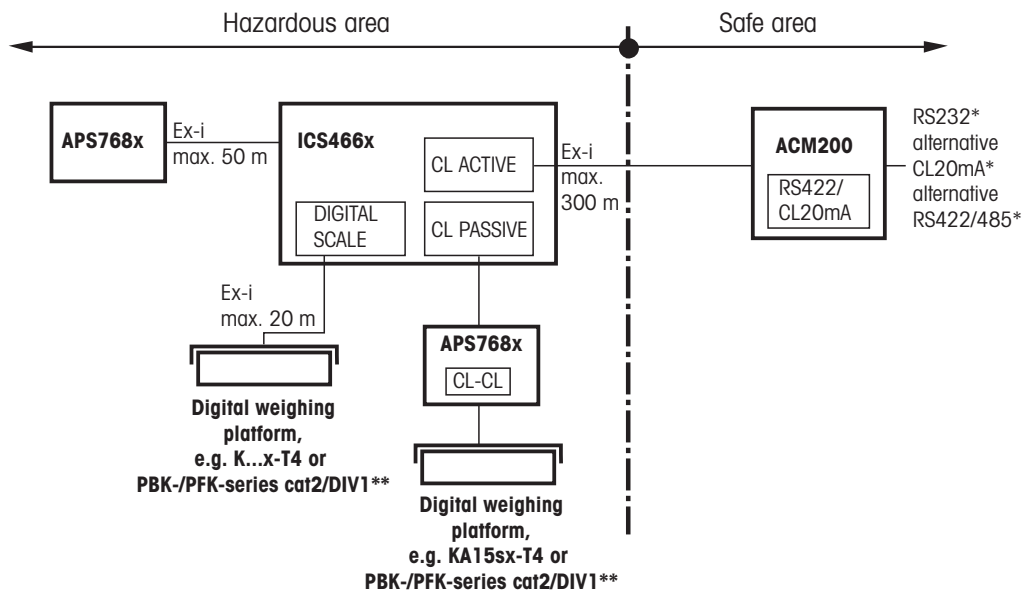 Hazardous area
Safe area
APS768x
Ex-i
max. 50 m
ICS466x
CL ACTIVE
DIGITAL
SCALE
CL PASSIVE
Ex-i
max.
300 m
ACM200
RS422/
CL20mA
RS232*
alternative
CL20mA*
alternative
RS422/485*
Ex-i
max. 20 m
APS768x
CL-CL
Digital weighing
platform,
e.g. K...x-T4 or
PBK-/PFK-series cat2/DIV1**
Digital weighing
platform,
e.g. KA15sx-T4 or
PBK-/PFK-series cat2/DIV1**